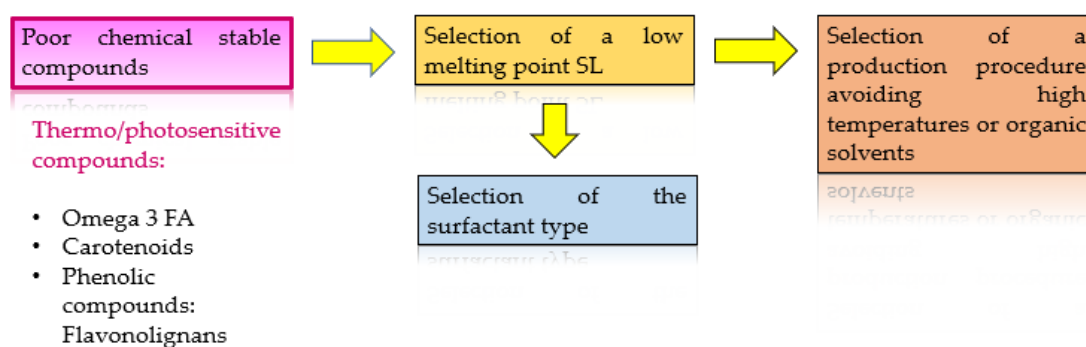 Poor chemical stable
compounds
Thermo/photosensitive
compounds:
• Omega 3 FA
• Carotenoids
• Phenolic
compounds:
Flavonolignans
Selection of a low
melting point SL
Selection of the
surfactant type
Selection of a
production procedure
avoiding high
temperatures or organic
solvents